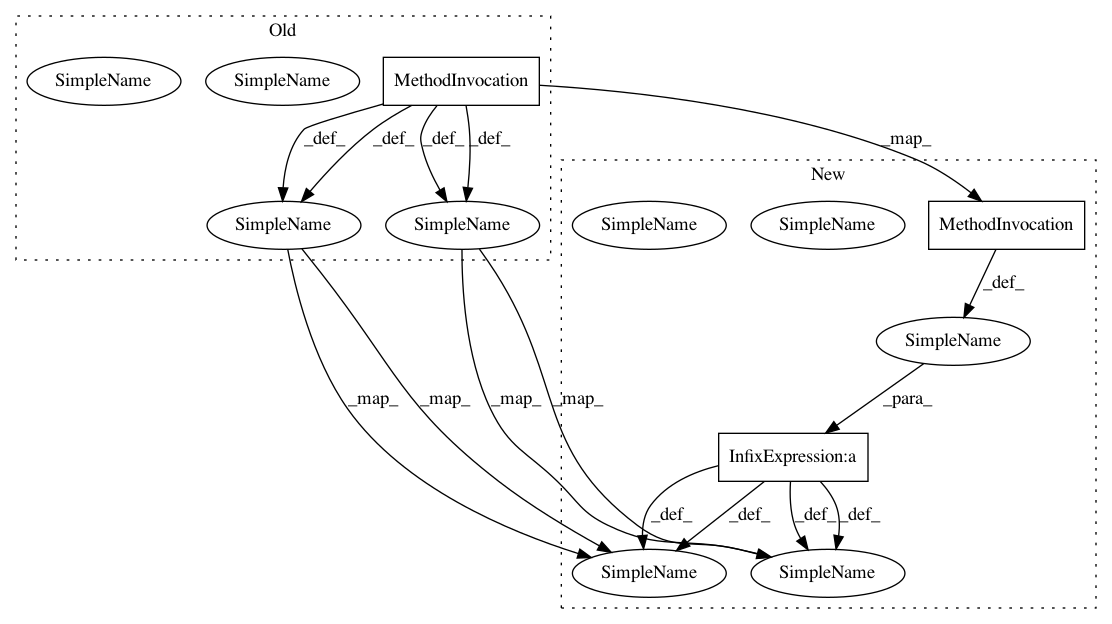 Old
SimpleName
SimpleName
MethodInvocation
_def_
_def_
_def_
_def_
_map_
New
SimpleName
SimpleName
SimpleName
SimpleName
MethodInvocation
_def_
SimpleName
_map_
_map_
_map_
_map_
_para_
InfixExpression:a
_def_
_def_
_def_
_def_
SimpleName
SimpleName